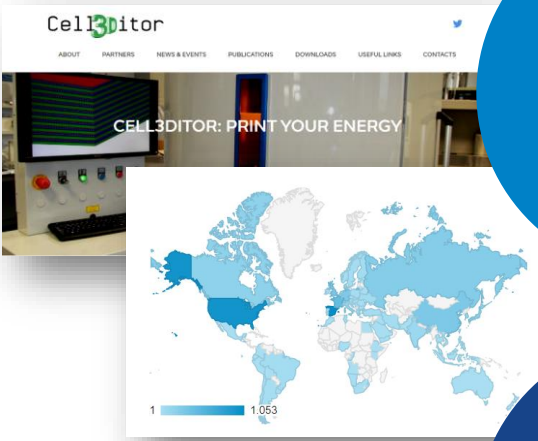 Cell3Ditor
ABOUT PARTNERS NEWS & EVENTS PUBLICATIONS DOWNLOADS USEFUL LINKS CONTACTS
CELL3DITOR: PRINT YOUR ENERGY
1 1.053